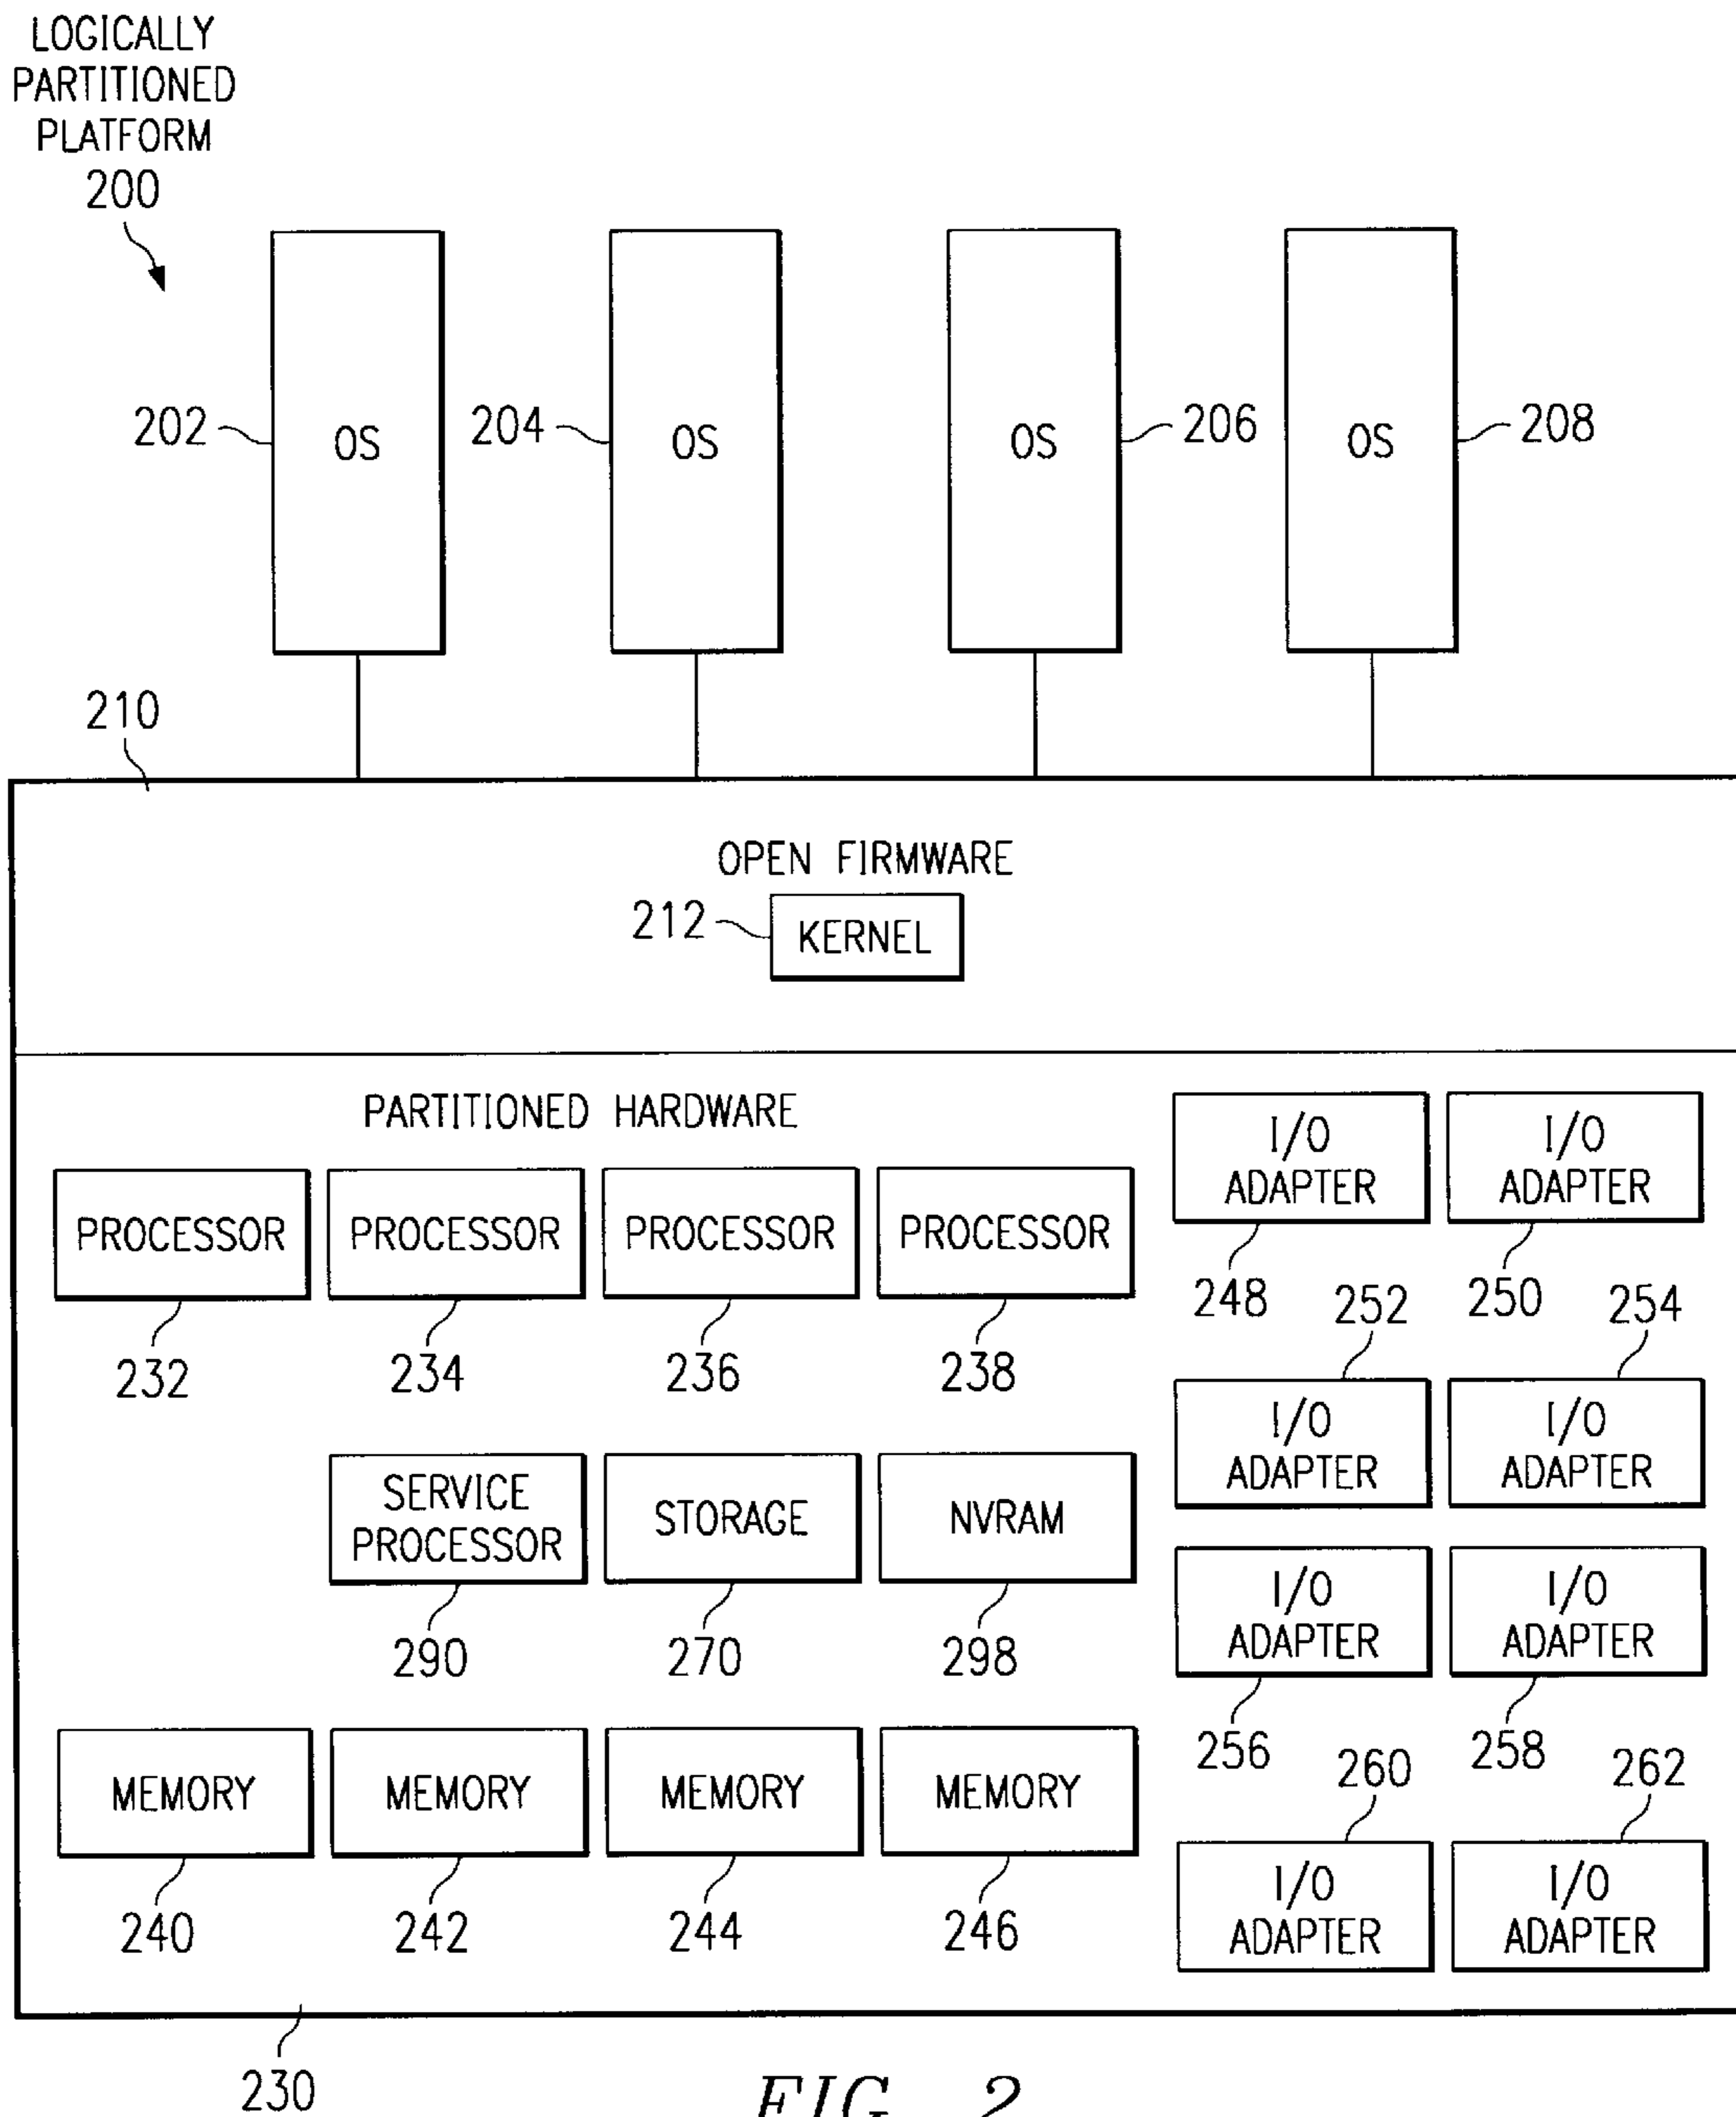 LOGICALLY
PARTITIONED
PLATFORM
200
202
OS
204
OS
OS
206
OS
208
210
OPEN FIRMWARE
212
KERNEL
PARTITIONED HARDWARE
PROCESSOR
232
PROCESSOR
234
PROCESSOR
236
PROCESSOR
238
SERVICE
PROCESSOR
290
STORAGE
270
NVRAM
298
MEMORY
240
MEMORY
242
MEMORY
244
MEMORY
246
I/O
ADAPTER
248
I/O
ADAPTER
250
252
I/O
ADAPTER
254
I/O
ADAPTER
I/O
ADAPTER
256
I/O
ADAPTER
258
260
I/O
ADAPTER
262
I/O
ADAPTER
230
FIG. 2